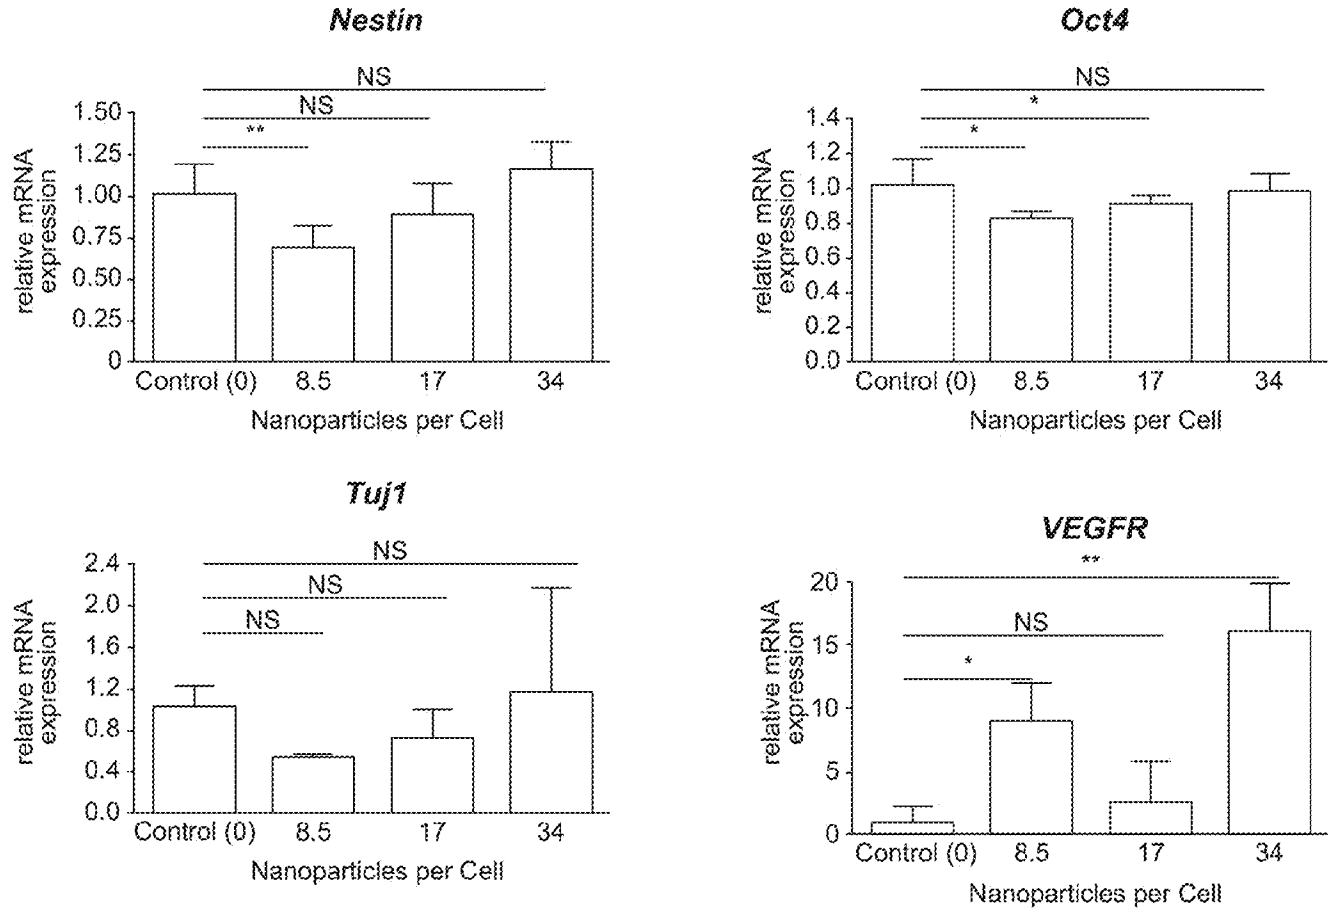 Nestin
NS
NS
**
1.50
1.25
1.00
0.75
0.50
0.25
0
relative mRNA
expression
Control (0) 8.5 17 34
Nanoparticles per Cell
Oct4
NS
*
*
1.4
1.2
1.0
0.8
0.6
0.4
0.2
0.0
relative mRNA
expression
Control (0) 8.5 17 34
Nanoparticles per Cell
Tuj1
NS
NS
NS
2.4
2.0
1.6
1.2
0.8
0.4
0.0
relative mRNA
expression
Control (0) 8.5 17 34
Nanoparticles per Cell
VEGFR
**
NS
*
20
15
10
5
0
relative mRNA
expression
Control (0) 8.5 17 34
Nanoparticles per Cell